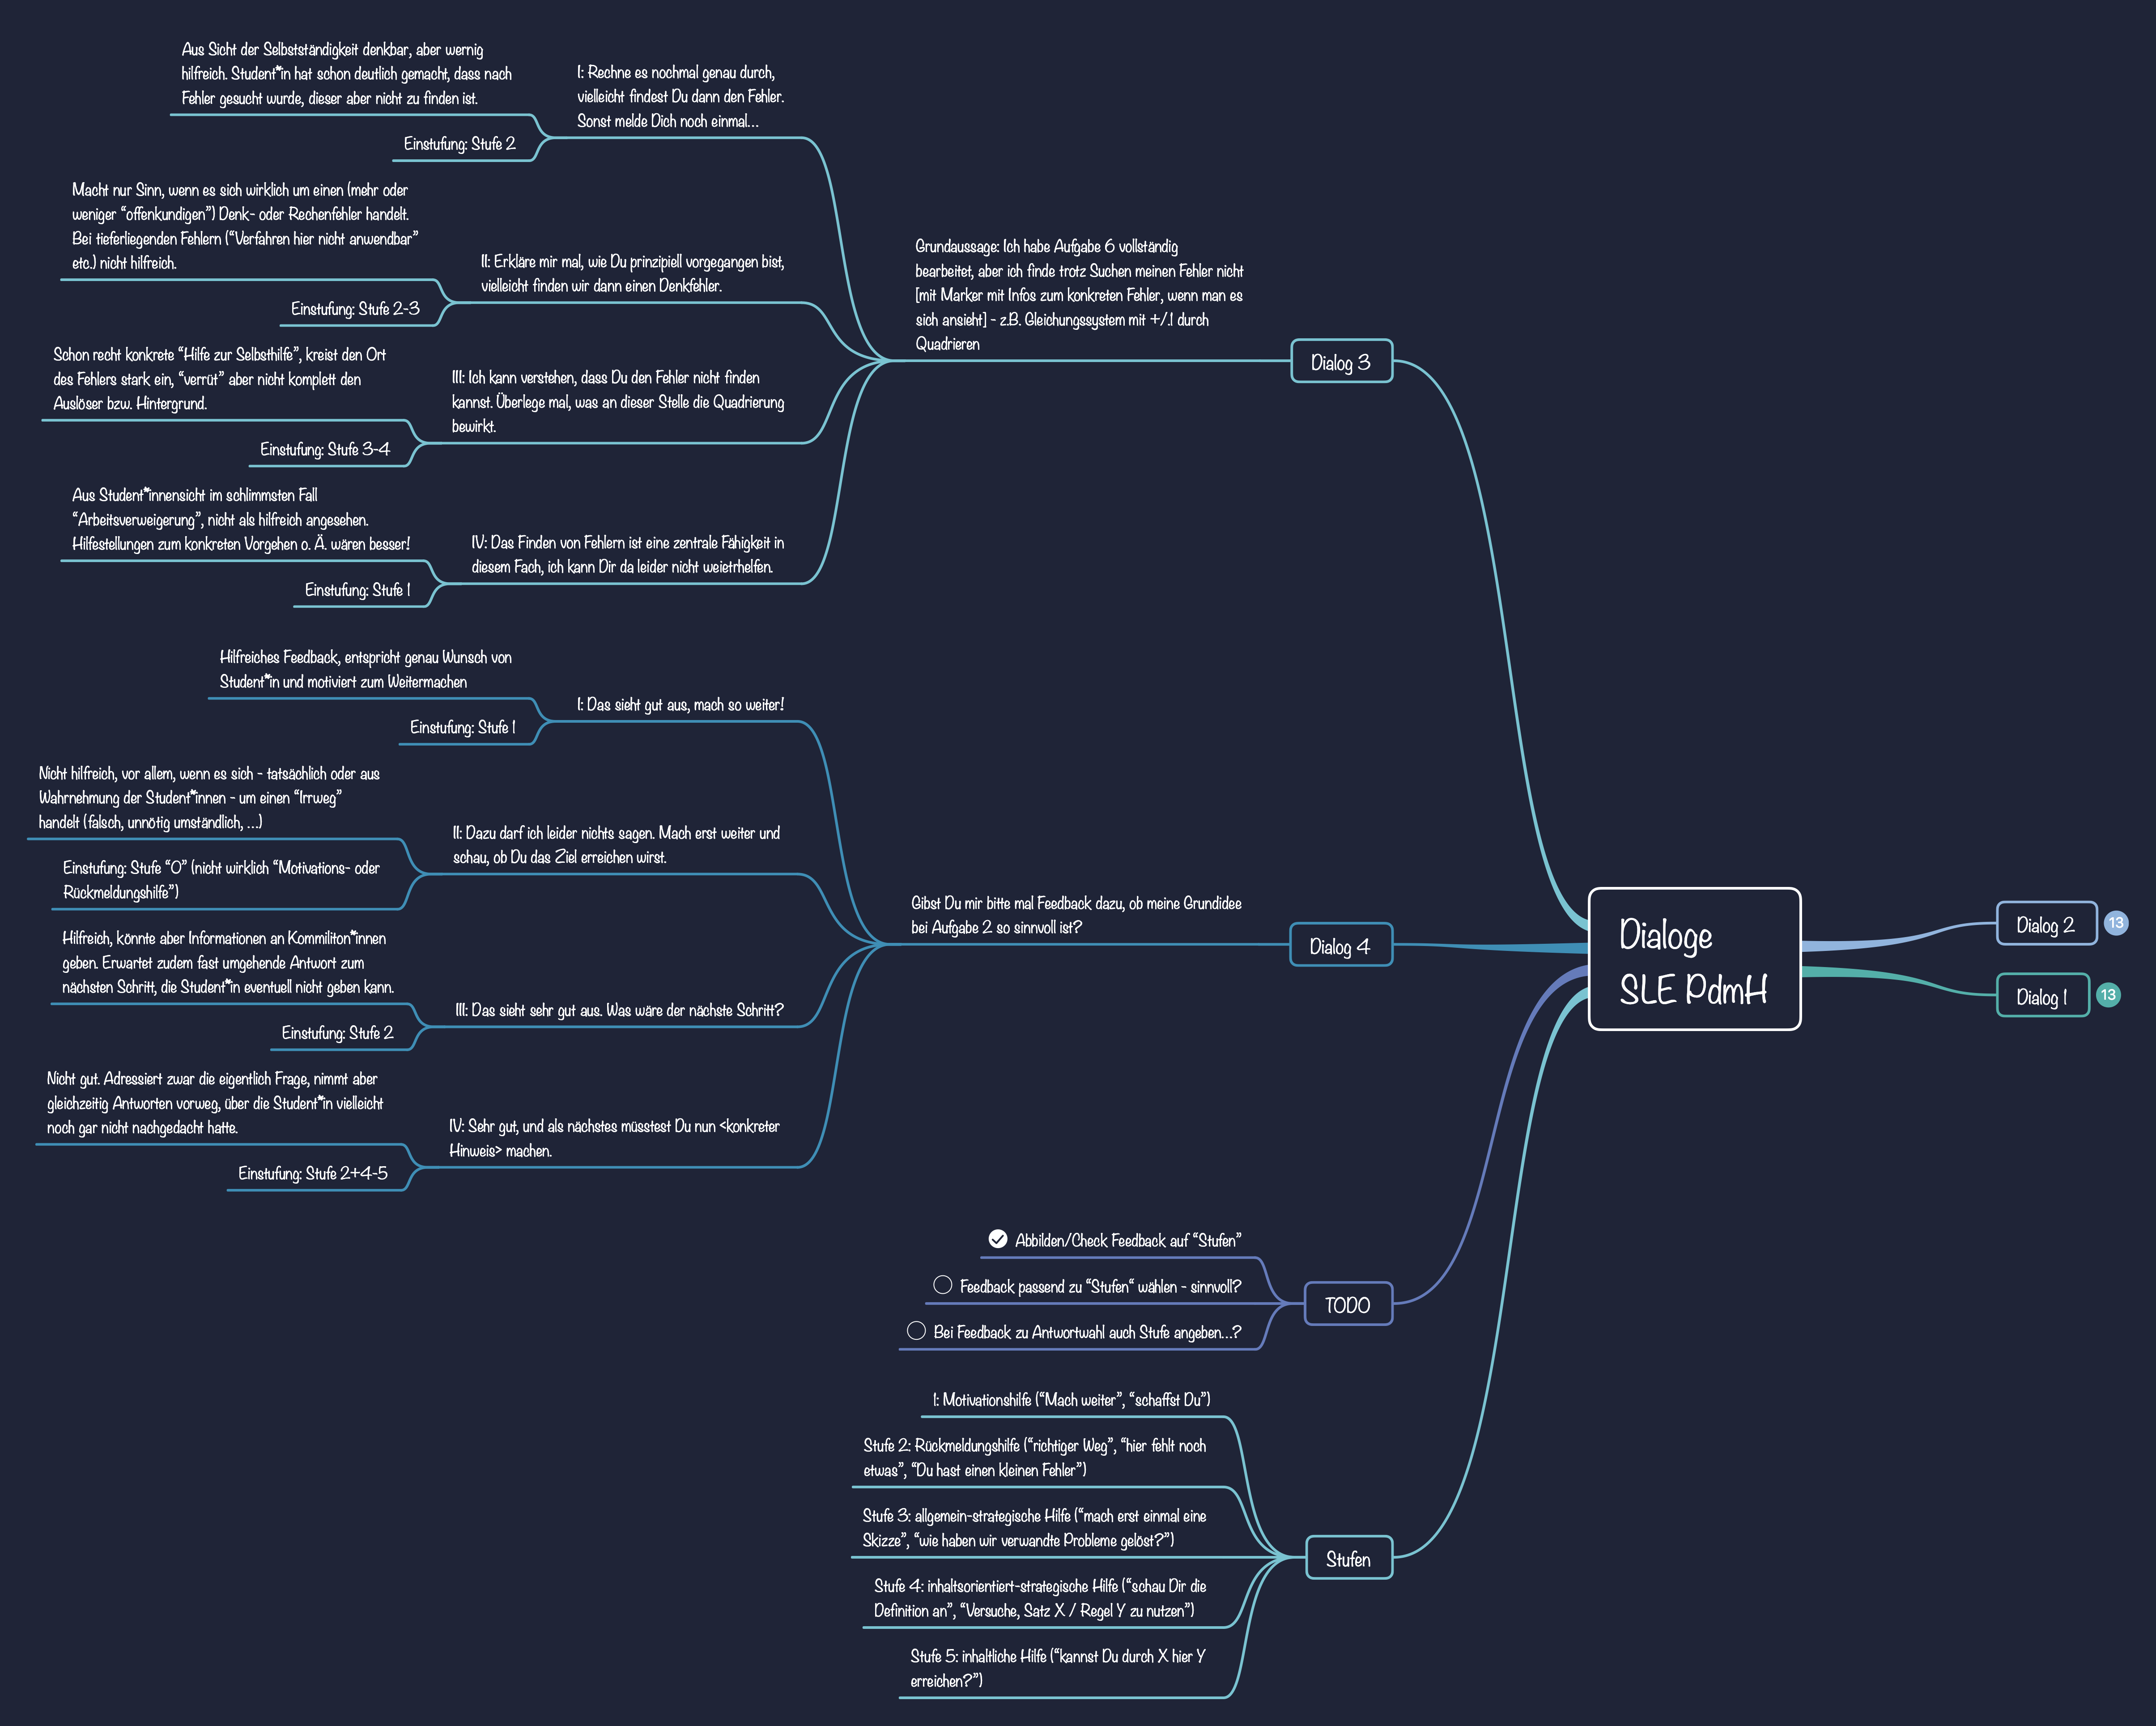 Dialoge
SLE PdmH
Dialog 3
Grundaussage: Ich habe Aufgabe 6 vollständig
bearbeitet, aber ich finde trotz Suchen meinen Fehler nicht
[mit Marker mit Infos zum konkreten Fehler, wenn man es
sich ansieht] - z.B. Gleichungssystem mit +/.1 durch
Quadrieren
I: Rechne es nochmal genau durch,
vielleicht findest Du dann den Fehler.
Sonst melde Dich noch einmal...
Aus Sicht der Selbstständigkeit denkbar, aber wernig
hilfreich. Student*in hat schon deutlich gemacht, dass nach
Fehler gesucht wurde, dieser aber nicht zu finden ist.
Einstufung: Stufe 2
II: Erkläre mir mal, wie Du prinzipiell vorgegangen bist,
vielleicht finden wir dann einen Denkfehler.
Macht nur Sinn, wenn es sich wirklich um einen (mehr oder
weniger “offenkundigen”) Denk- oder Rechenfehler handelt.
Bei tieferliegenden Fehlern (“Verfahren hier nicht anwendbar”
etc.) nicht hilfreich.
Einstufung: Stufe 2-3
III: Ich kann verstehen, dass Du den Fehler nicht finden
kannst. Überlege mal, was an dieser Stelle die Quadrierung
bewirkt.
Schon recht konkrete “Hilfe zur Selbsthilfe”, kreist den Ort
des Fehlers stark ein, “verrüt” aber nicht komplett den
Auslöser bzw. Hintergrund.
Einstufung: Stufe 3-4
IV: Das Finden von Fehlern ist eine zentrale Fähigkeit in
diesem Fach, ich kann Dir da leider nicht weietrhelfen.
Aus Student*innensicht im schlimmsten Fall
“Arbeitsverweigerung”, nicht als hilfreich angesehen.
Hilfestellungen zum konkreten Vorgehen o. Ä. wären besser!
Einstufung: Stufe 1
Dialog 4
Gibst Du mir bitte mal Feedback dazu, ob meine Grundidee
bei Aufgabe 2 so sinnvoll ist?
I: Das sieht gut aus, mach so weiter!
Hilfreiches Feedback, entspricht genau Wunsch von
Student*in und motiviert zum Weitermachen
Einstufung: Stufe 1
II: Dazu darf ich leider nichts sagen. Mach erst weiter und
schau, ob Du das Ziel erreichen wirst.
Nicht hilfreich, vor allem, wenn es sich - tatsächlich oder aus
Wahrnehmung der Student*innen - um einen “Irrweg”
handelt (falsch, unnötig umständlich, ...)
Einstufung: Stufe “0” (nicht wirklich “Motivations- oder
Rückmeldungshilfe”)
III: Das sieht sehr gut aus. Was wäre der nächste Schritt?
Hilfreich, könnte aber Informationen an Kommiliton*innen
geben. Erwartet zudem fast umgehende Antwort zum
nächsten Schritt, die Student*in eventuell nicht geben kann.
Einstufung: Stufe 2
IV: Sehr gut, und als nächstes müsstest Du nun <konkreter
Hinweis> machen.
Nicht gut. Adressiert zwar die eigentlich Frage, nimmt aber
gleichzeitig Antworten vorweg, über die Student*in vielleicht
noch gar nicht nachgedacht hatte.
Einstufung: Stufe 2+4-5
TODO
Abbilden/Check Feedback auf “Stufen”
Feedback passend zu “Stufen“ wählen - sinnvoll?
Bei Feedback zu Antwortwahl auch Stufe angeben...?
Stufen
1: Motivationshilfe (“Mach weiter”, “schaffst Du”)
Stufe 2: Rückmeldungshilfe (“richtiger Weg”, “hier fehlt noch
etwas”, “Du hast einen kleinen Fehler”)
Stufe 3: allgemein-strategische Hilfe (“mach erst einmal eine
Skizze”, “wie haben wir verwandte Probleme gelöst?”)
Stufe 4: inhaltsorientiert-strategische Hilfe (“schau Dir die
Definition an”, “Versuche, Satz X / Regel Y zu nutzen”)
Stufe 5: inhaltliche Hilfe (“kannst Du durch X hier Y
erreichen?”)
Dialog 2 13
Dialog 1 13